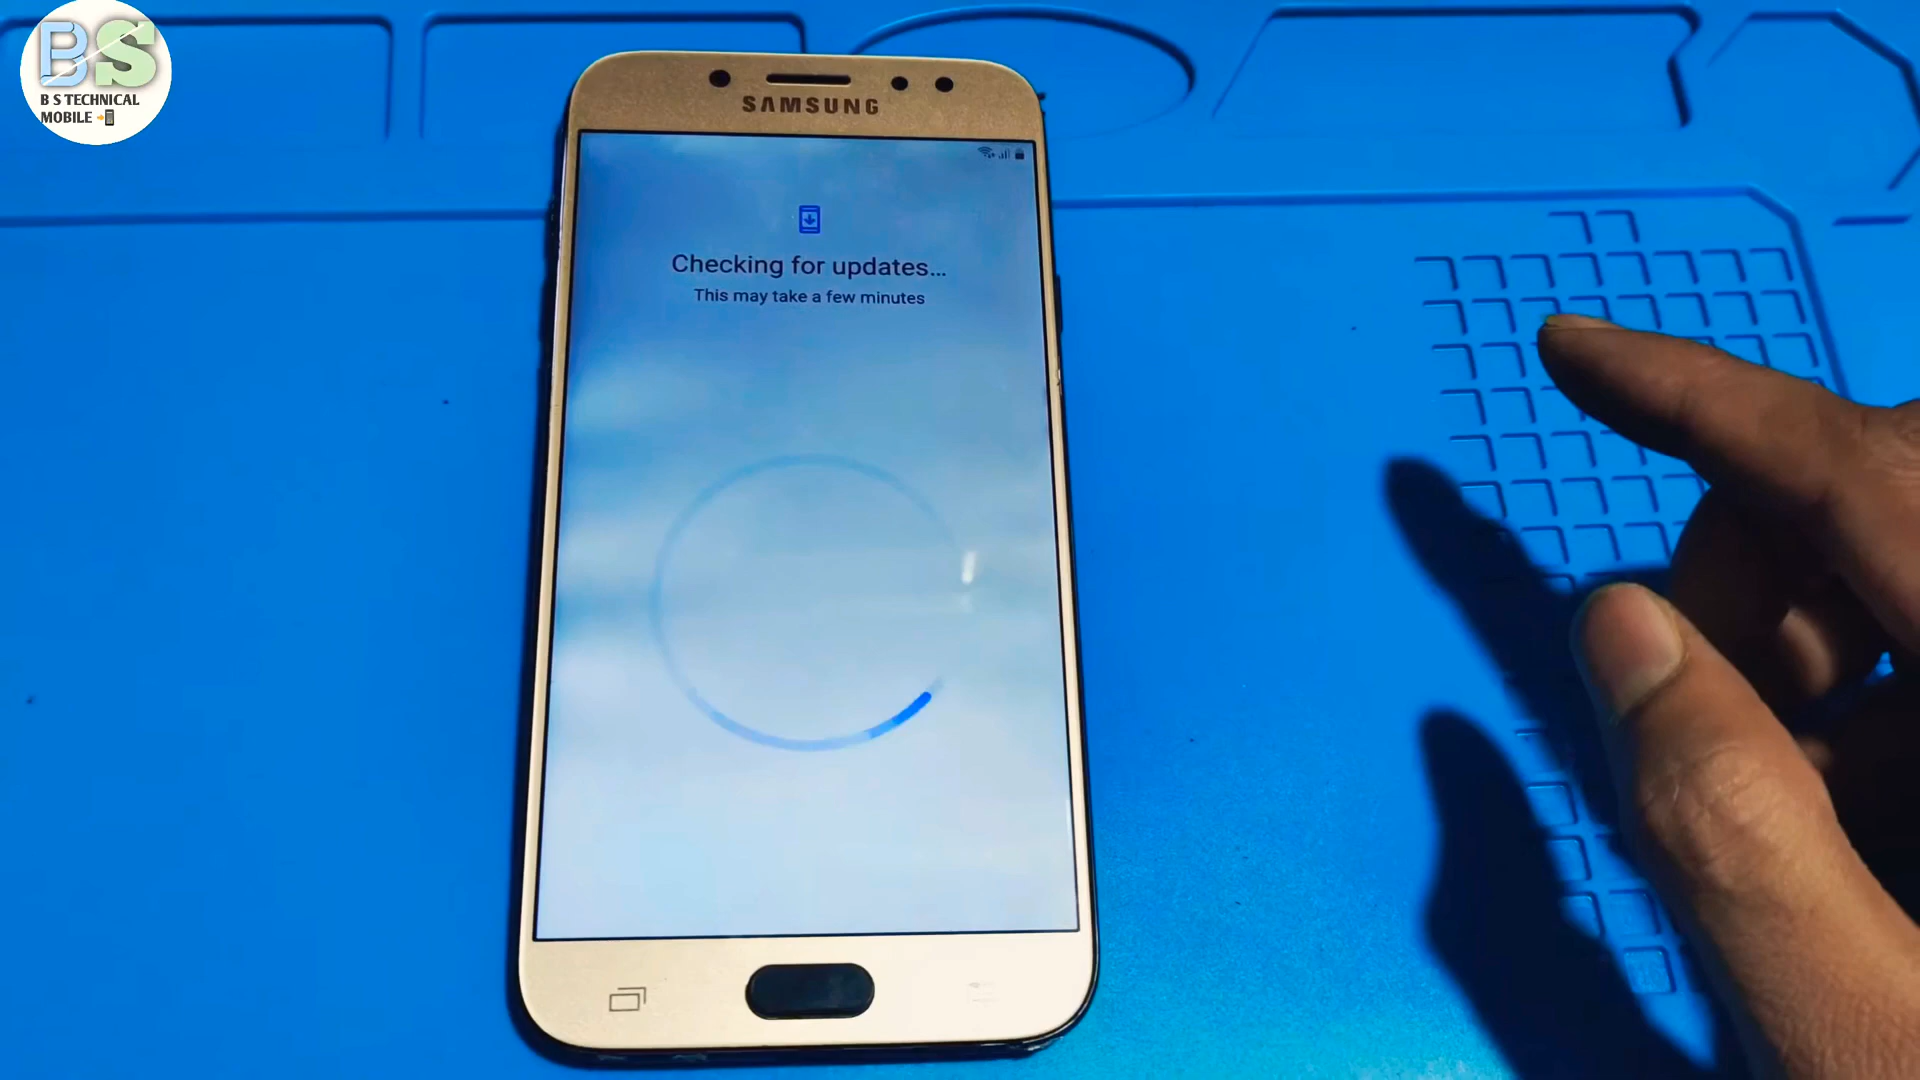 BS
B S TECHNICAL
MOBILE
SAMSUNG
Checking for updates...
This may take a few minutes